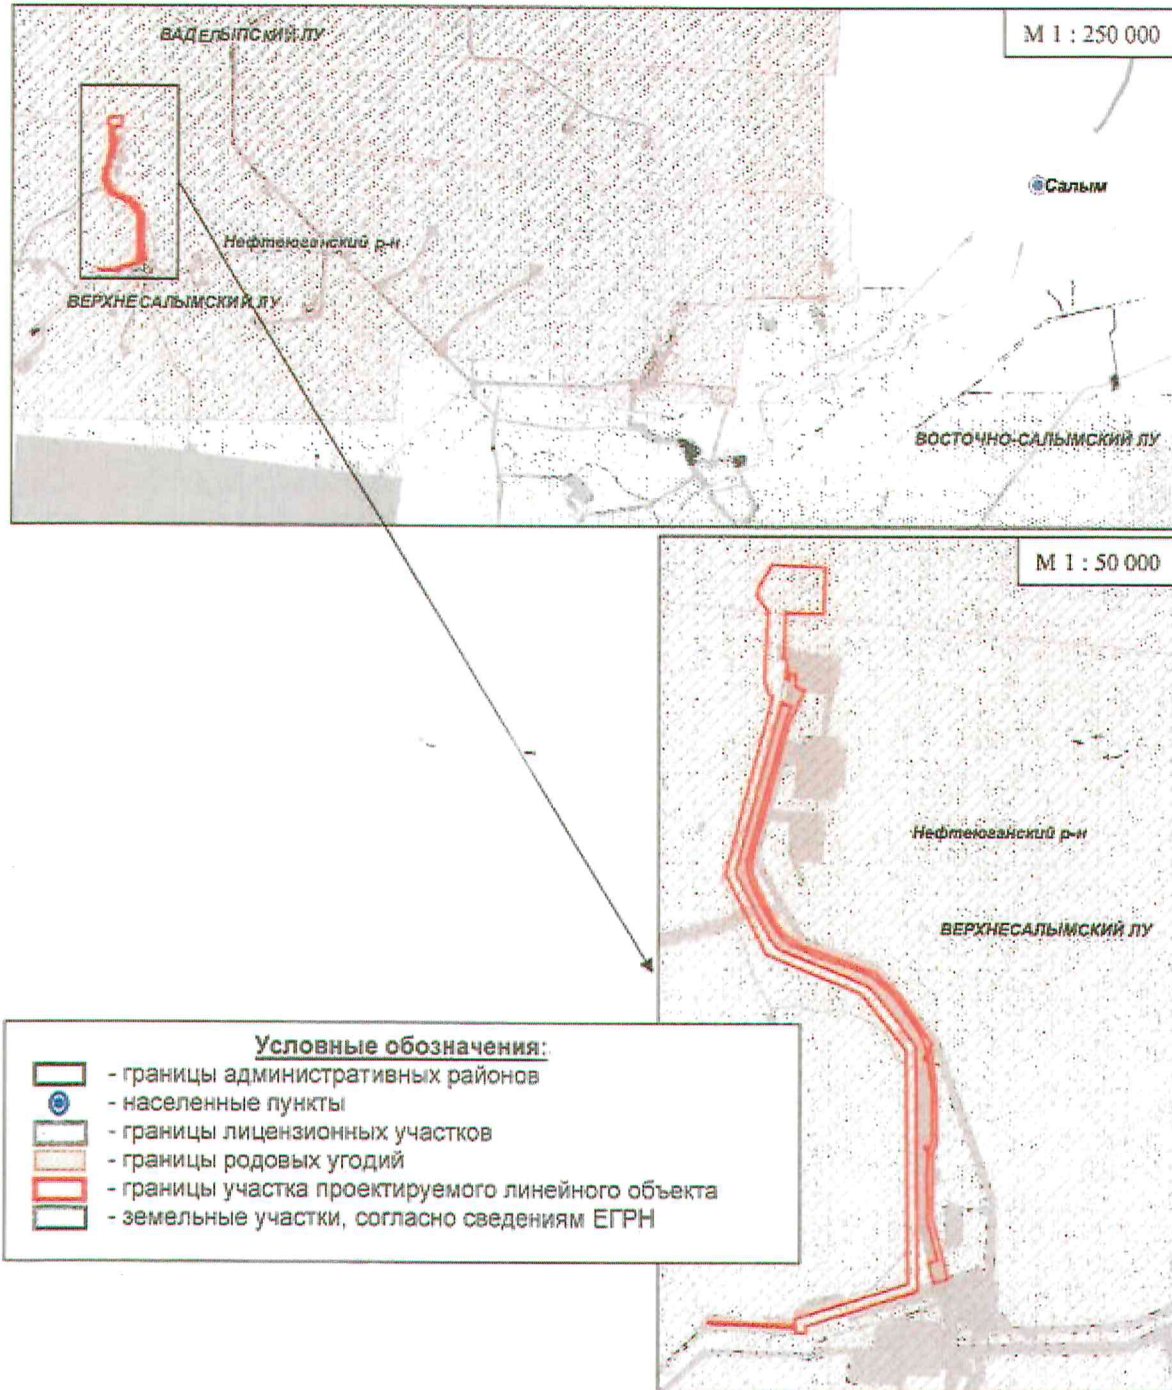 ВАДЕЛЫПСКИЙ ЛУ
М 1 : 250 000
Салым
Нефтеюганский р-н
ВЕРХНЕСАЛЫМСКИЙ ЛУ
ВОСТОЧНО-САЛЫМСКИЙ ЛУ
М 1 : 50 000
Нефтеюганский р-н
ВЕРХНЕСАЛЫМСКИЙ ЛУ
Условные обозначения:
- границы административных районов
- населенные пункты
- границы лицензионных участков
- границы родовых угодий
- границы участка проектируемого линейного объекта
- земельные участки, согласно сведениям ЕГРН